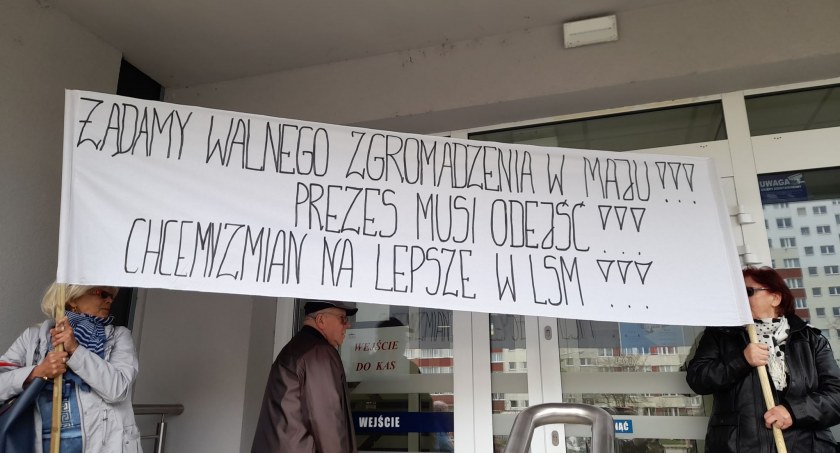 ŻĄDAMY WALNEGO ZGROMADZENIA W MAJU !!!
PREZES MUSI ODEJŚĆ !!!
CHCEMY ZMIAN NA LEPSZE W LSM !!!
UWAGA
WEJŚCIE
DO KAS
WEJŚCIE